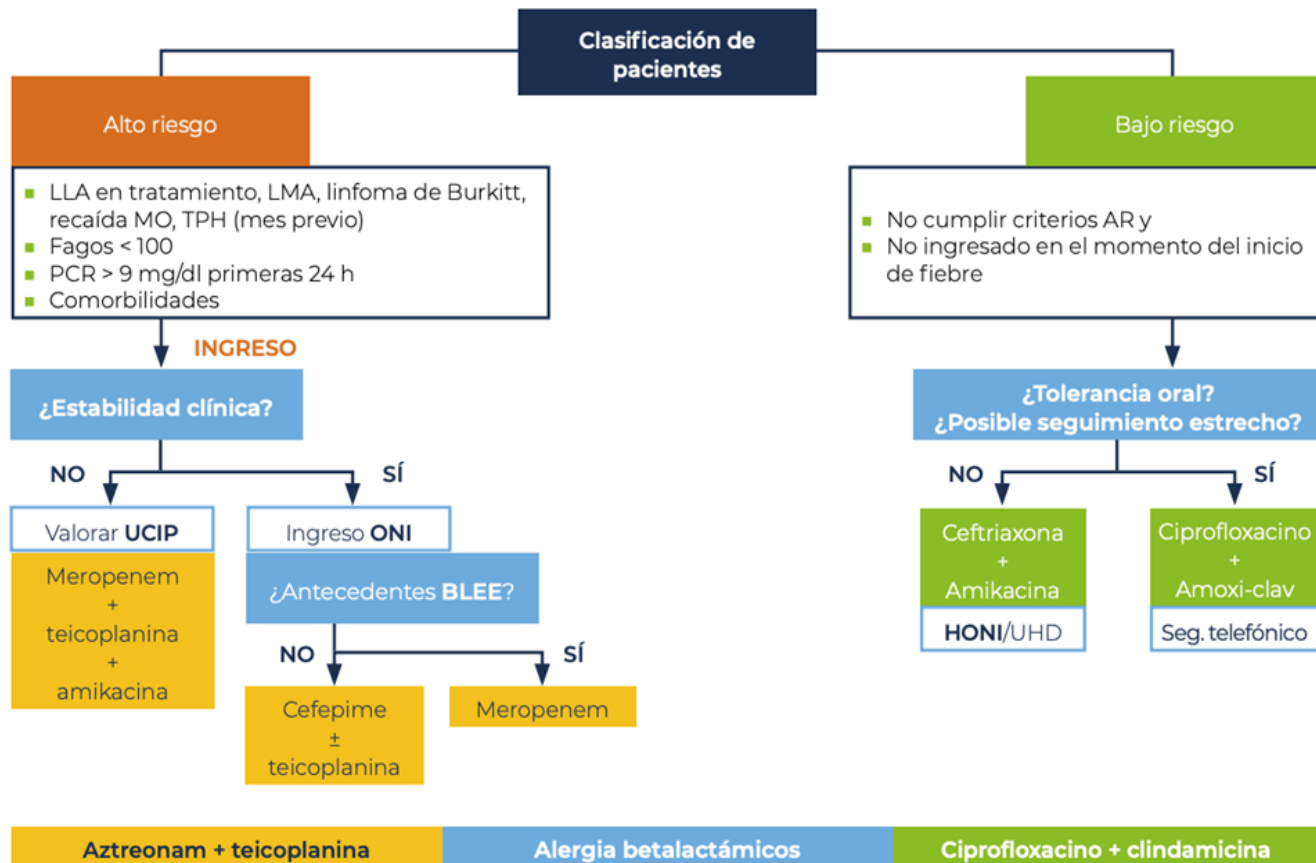 Clasificación de
pacientes
Alto riesgo
Bajo riesgo
LLA en tratamiento, LMA, linfoma de Burkitt,
recaída MO, TPH (mes previo)
Fagos < 100
PCR > 9 mg/dl primeras 24 h
Comorbilidades
No cumplir criterios AR y
No ingresado en el momento del inicio
de fiebre
INGRESO
¿Estabilidad clínica?
¿Tolerancia oral?
¿Posible seguimiento estrecho?
NO
SÍ
NO
SÍ
Valorar UCIP
Meropenem
+
teicoplanina
+
amikacina
Ingreso ONI
¿Antecedentes BLEE?
NO
SÍ
Cefepime
±
teicoplanina
Meropenem
Ceftriaxona
+
Amikacina
HONI/UHD
Ciprofloxacino
+
Amoxi-clav
Seg. telefónico
Aztreonam + teicoplanina
Alergia betalactámicos
Ciprofloxacino + clindamicina